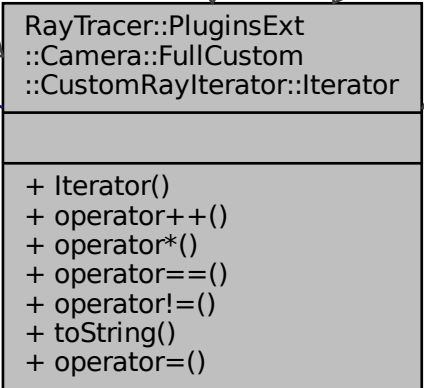 RayTracer::PluginsExt
::Camera::FullCustom
::CustomRayIterator::Iterator
+ Iterator()
+ operator++()
+ operator*()
+ operator==()
+ operator!=()
+ toString()
+ operator=()